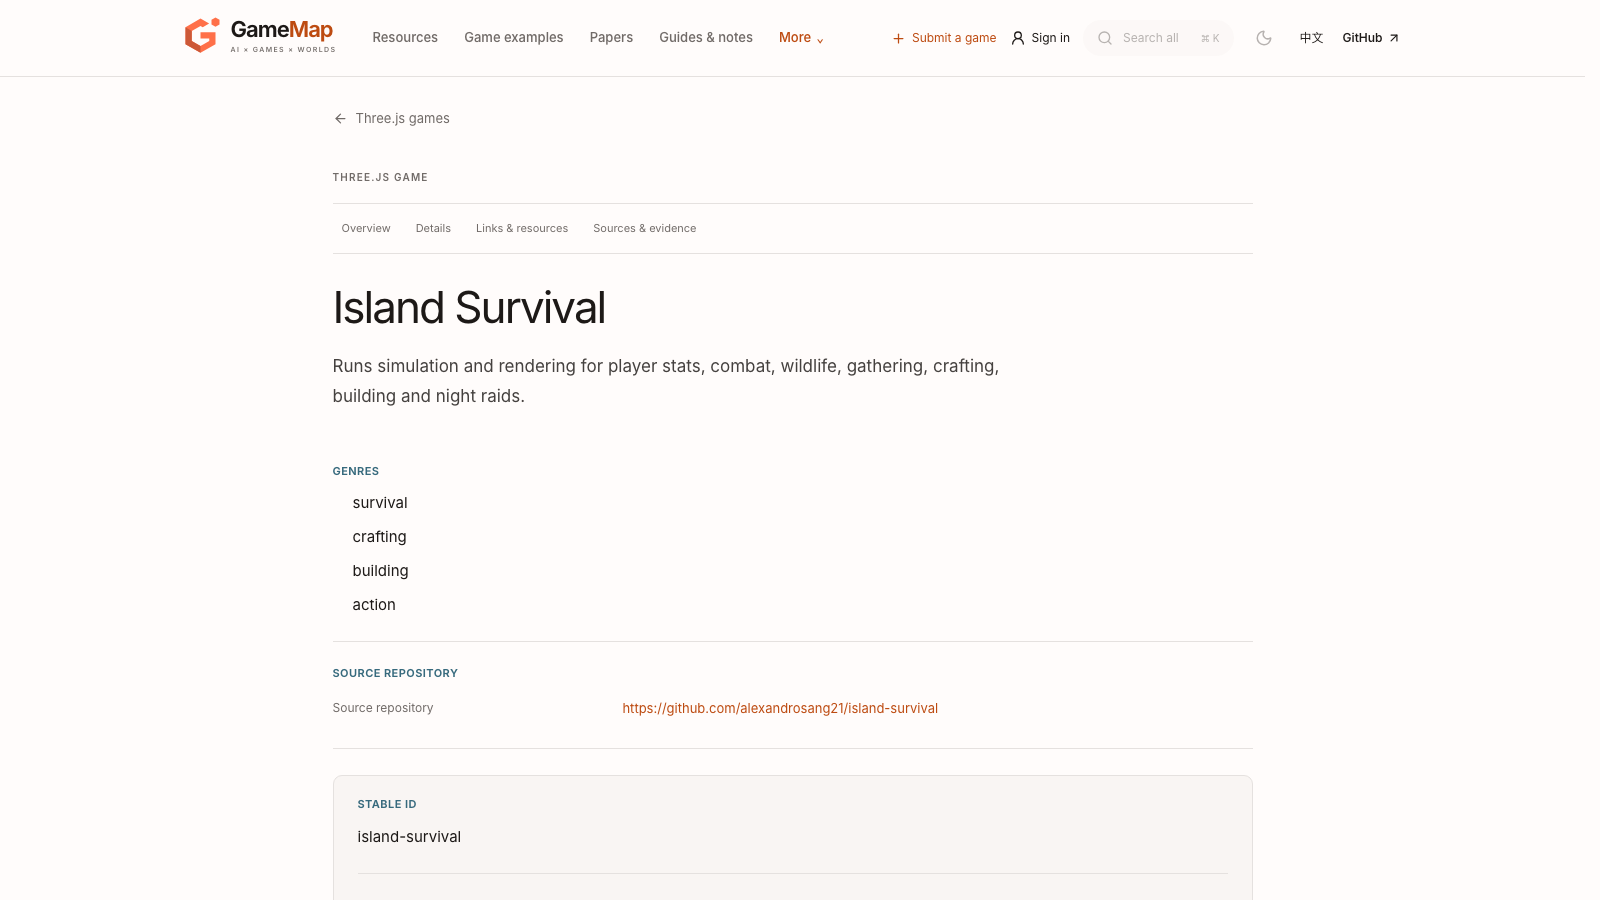 GameMap
AI × GAMES × WORLDS
Resources
Game examples
Papers
Guides & notes
More
Submit a game
Sign in
Search all
⌘ K
中文
GitHub
Three.js games
THREE.JS GAME
Overview
Details
Links & resources
Sources & evidence
Island Survival
Runs simulation and rendering for player stats, combat, wildlife, gathering, crafting,
building and night raids.
GENRES
survival
crafting
building
action
SOURCE REPOSITORY
Source repository
https://github.com/alexandrosang21/island-survival
STABLE ID
island-survival